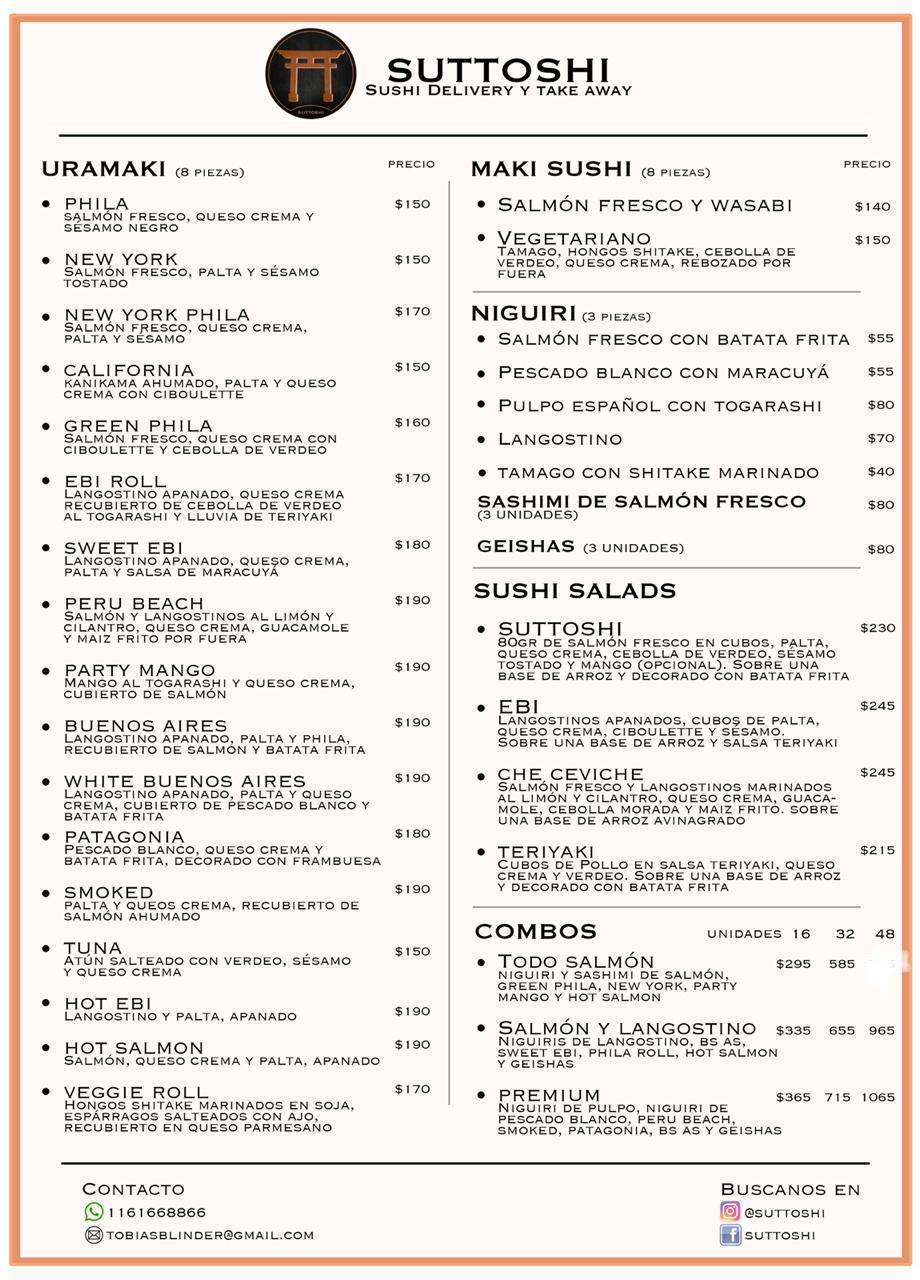 SUTTOSHI
SUTTOSHI
SUSHI DELIVERY Y TAKE AWAY
URAMAKI (8 PIEZAS) PRECIO
PHILA $150
SALMÓN FRESCO, QUESO CREMA Y
SÉSAMO NEGRO
NEW YORK $150
SALMÓN FRESCO, PALTA Y SÉSAMO
TOSTADO
NEW YORK PHILA $170
SALMÓN FRESCO, QUESO CREMA,
PALTA Y SÉSAMO
CALIFORNIA $150
KANIKAMA AHUMADO, PALTA Y QUESO
CREMA CON CIBOULETTE
GREEN PHILA $160
SALMÓN FRESCO, QUESO CREMA CON
CIBOULETTE Y CEBOLLA DE VERDEO
EBI ROLL $170
LANGOSTINO APANADO, QUESO CREMA
RECUBIERTO DE CEBOLLA DE VERDEO
AL TOGARASHI Y LLUVIA DE TERIYAKI
SWEET EBI $180
LANGOSTINO APANADO, QUESO CREMA,
PALTA Y SALSA DE MARACUYÁ
PERU BEACH $190
SALMÓN Y LANGOSTINOS AL LIMÓN Y
CILANTRO, QUESO CREMA, GUACAMOLE
Y MAIZ FRITO POR FUERA
PARTY MANGO $190
MANGO AL TOGARASHI Y QUESO CREMA,
CUBIERTO DE SALMÓN
BUENOS AIRES $190
LANGOSTINO APANADO, PALTA Y PHILA,
RECUBIERTO DE SALMÓN Y BATATA FRITA
WHITE BUENOS AIRES $190
LANGOSTINO APANADO, PALTA Y QUESO
CREMA, CUBIERTO DE PESCADO BLANCO Y
BATATA FRITA
PATAGONIA $180
PESCADO BLANCO, QUESO CREMA Y
BATATA FRITA, DECORADO CON FRAMBUESA
SMOKED $190
PALTA Y QUEOS CREMA, RECUBIERTO DE
SALMÓN AHUMADO
TUNA $150
ATÚN SALTEADO CON VERDEO, SÉSAMO
Y QUESO CREMA
HOT EBI $190
LANGOSTINO Y PALTA, APANADO
HOT SALMON $190
SALMÓN, QUESO CREMA Y PALTA, APANADO
VEGGIE ROLL $170
HONGOS SHITAKE MARINADOS EN SOJA,
ESPÁRRAGOS SALTEADOS CON AJO,
RECUBIERTO EN QUESO PARMESANO
MAKI SUSHI (8 PIEZAS) PRECIO
SALMÓN FRESCO Y WASABI $140
VEGETARIANO $150
TAMAGO, HONGOS SHITAKE, CEBOLLA DE
VERDEO, QUESO CREMA, REBOZADO POR
FUERA
NIGUIRI (3 PIEZAS)
SALMÓN FRESCO CON BATATA FRITA $55
PESCADO BLANCO CON MARACUYÁ $55
PULPO ESPAÑOL CON TOGARASHI $80
LANGOSTINO $70
TAMAGO CON SHITAKE MARINADO $40
SASHIMI DE SALMÓN FRESCO $80
(3 UNIDADES)
GEISHAS (3 UNIDADES) $80
SUSHI SALADS
SUTTOSHI $230
80GR DE SALMÓN FRESCO EN CUBOS, PALTA,
QUESO CREMA, CEBOLLA DE VERDEO, SÉSAMO
TOSTADO Y MANGO (OPCIONAL). SOBRE UNA
BASE DE ARROZ Y DECORADO CON BATATA FRITA
EBI $245
LANGOSTINOS APANADOS, CUBOS DE PALTA,
QUESO CREMA, CIBOULETTE Y SÉSAMO.
SOBRE UNA BASE DE ARROZ Y SALSA TERIYAKI
CHE CEVICHE $245
SALMÓN FRESCO Y LANGOSTINOS MARINADOS
AL LIMÓN Y CILANTRO, QUESO CREMA, GUACA-
MOLE, CEBOLLA MORADA Y MAIZ FRITO. SOBRE
UNA BASE DE ARROZ AVINAGRADO
TERIYAKI $215
CUBOS DE POLLO EN SALSA TERIYAKI, QUESO
CREMA Y VERDEO. SOBRE UNA BASE DE ARROZ
Y DECORADO CON BATATA FRITA
COMBOS UNIDADES 16 32 48
TODO SALMÓN $295 585
NIGUIRI Y SASHIMI DE SALMÓN,
GREEN PHILA, NEW YORK, PARTY
MANGO Y HOT SALMON
SALMÓN Y LANGOSTINO $335 655 965
NIGUIRIS DE LANGOSTINO, BS AS,
SWEET EBI, PHILA ROLL, HOT SALMON
Y GEISHAS
PREMIUM $365 715 1065
NIGUIRI DE PULPO, NIGUIRI DE
PESCADO BLANCO, PERU BEACH,
SMOKED, PATAGONIA, BS AS Y GEISHAS
CONTACTO
1161668866
TOBIASBLINDER@GMAIL.COM
BUSCANOS EN
@SUTTOSHI
SUTTOSHI